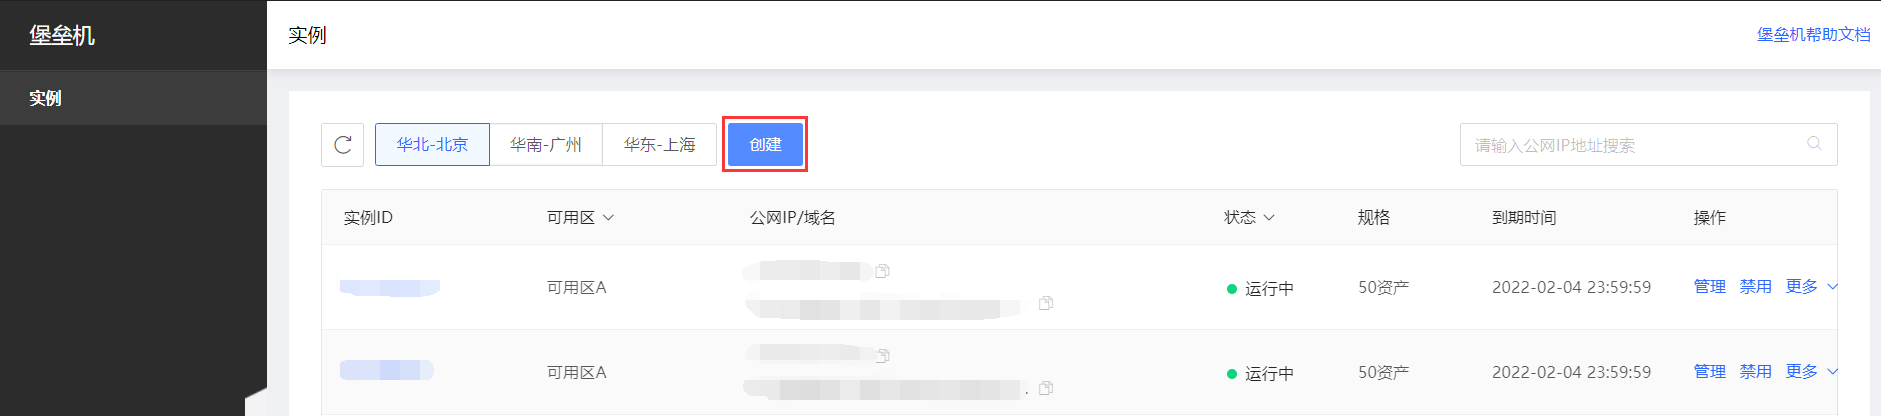 堡垒机
实例
堡垒机帮助文档
实例
华北-北京 华南-广州 华东-上海 创建 请输入公网IP地址搜索
实例ID 可用区 公网IP/域名 状态 规格 到期时间 操作
可用区A 运行中 50资产 2022-02-04 23:59:59 管理 禁用 更多
可用区A 运行中 50资产 2022-02-04 23:59:59 管理 禁用 更多